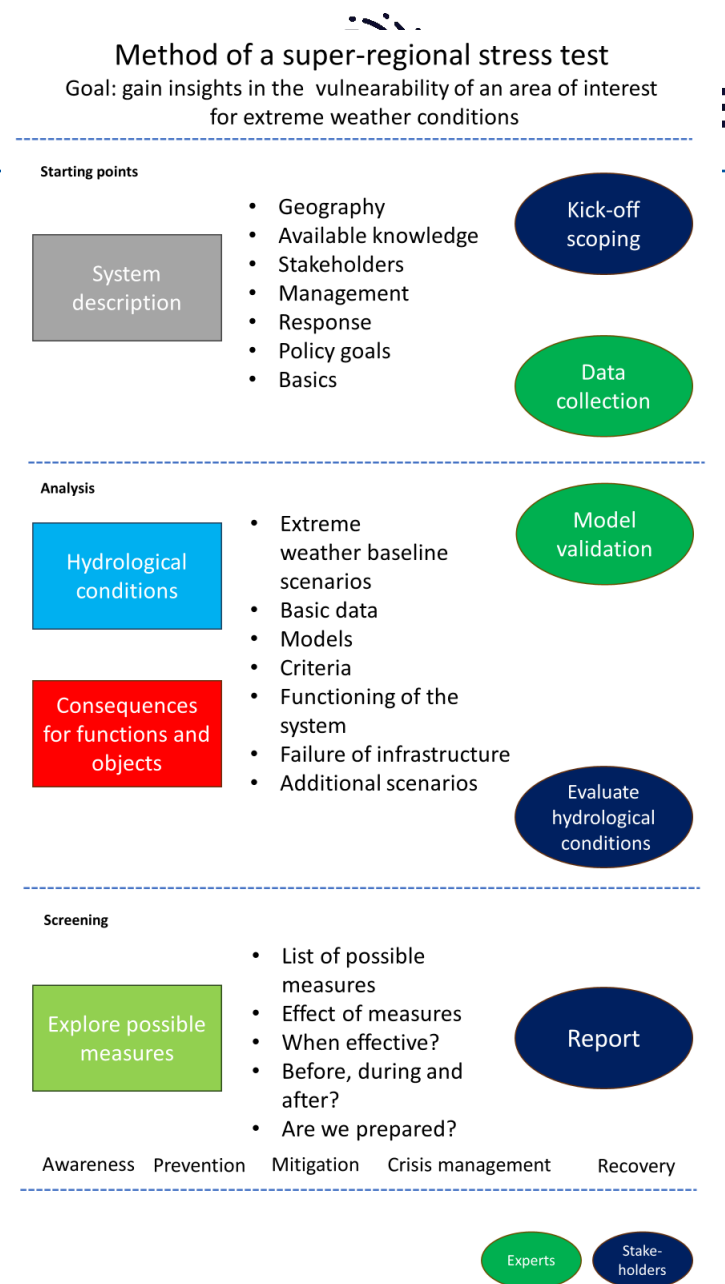 Method of a super-regional stress test
Goal: gain insights in the vulnearability of an area of interest
for extreme weather conditions
Starting points
System
description
• Geography
• Available knowledge
• Stakeholders
• Management
• Response
• Policy goals
• Basics
Kick-off
scoping
Data
collection
Analysis
Hydrological
conditions
Consequences
for functions and
objects
• Extreme
weather baseline
scenarios
• Basic data
• Models
• Criteria
• Functioning of the
system
• Failure of infrastructure
• Additional scenarios
Model
validation
Evaluate
hydrological
conditions
Screening
Explore possible
measures
• List of possible
measures
• Effect of measures
• When effective?
• Before, during and
after?
• Are we prepared?
Report
Awareness Prevention Mitigation Crisis management Recovery
Experts
Stake-
holders